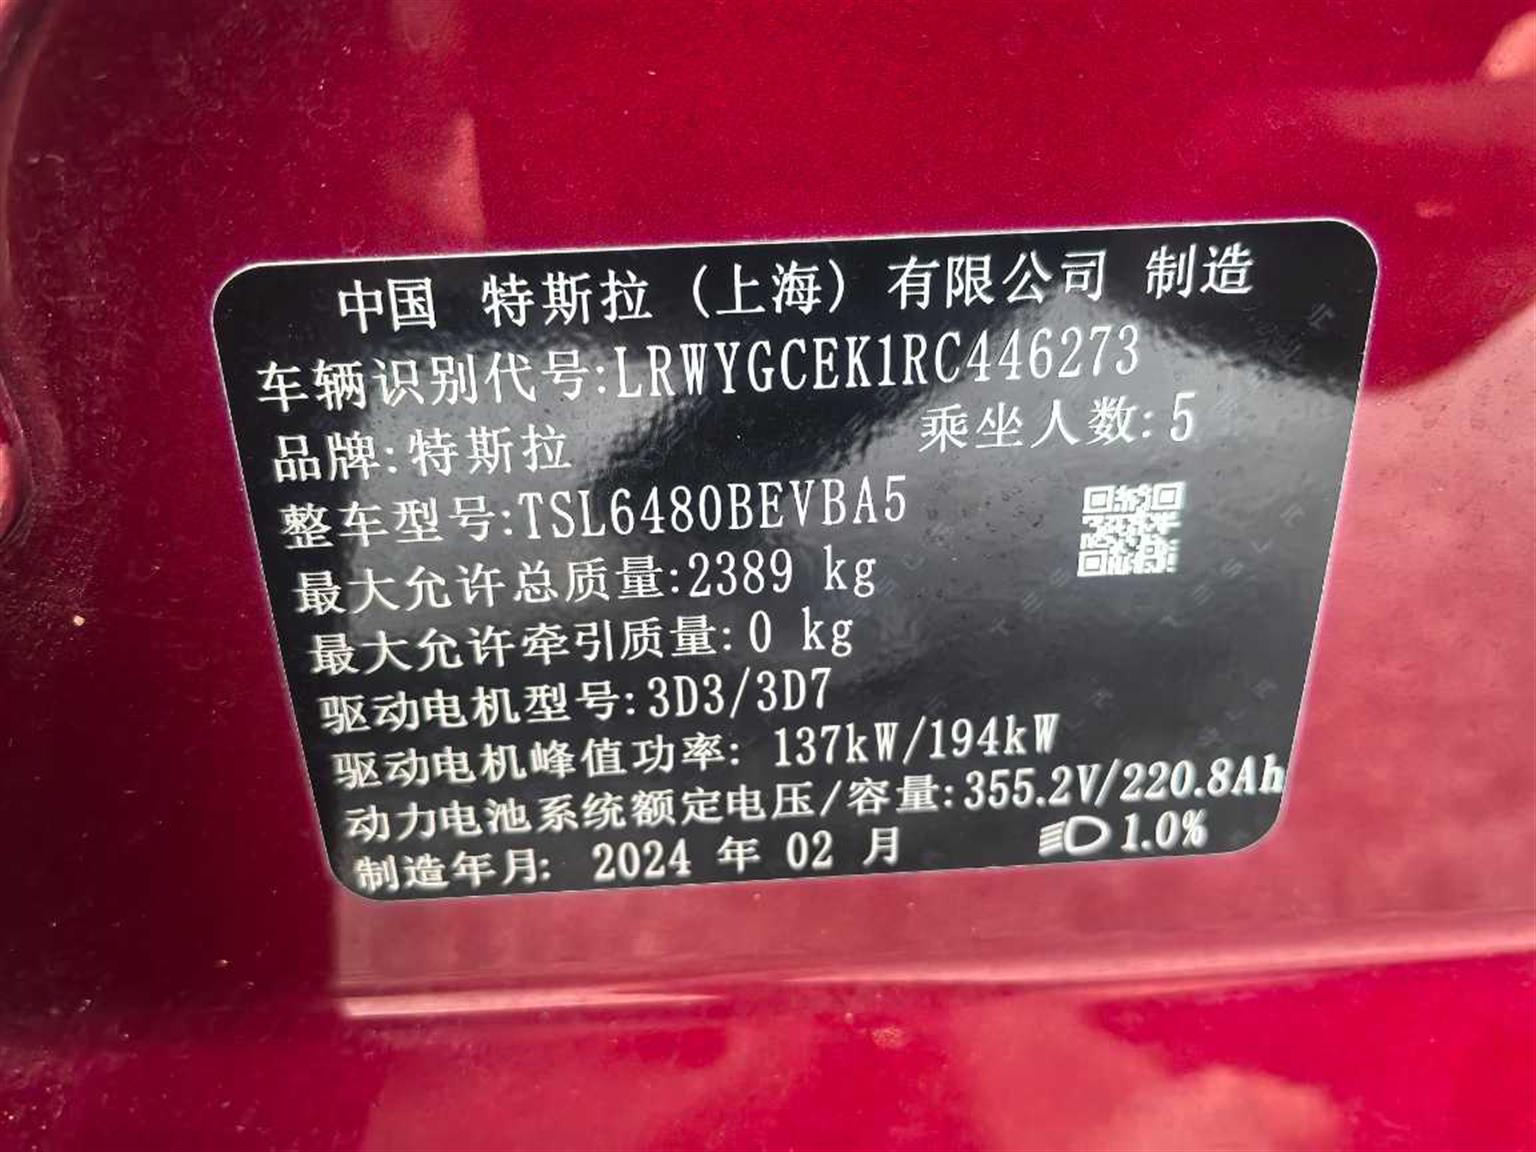 中国 特斯拉（上海）有限公司 制造
车辆识别代号:LRWYGCEK1RC446273
品牌:特斯拉 乘坐人数:5
整车型号:TSL6480BEVBA5
最大允许总质量:2389 kg
最大允许牵引质量:0 kg
驱动电机型号:3D3/3D7
驱动电机峰值功率: 137kW/194kW
动力电池系统额定电压/容量:355.2V/220.8Ah
制造年月: 2024 年 02 月 1.0%